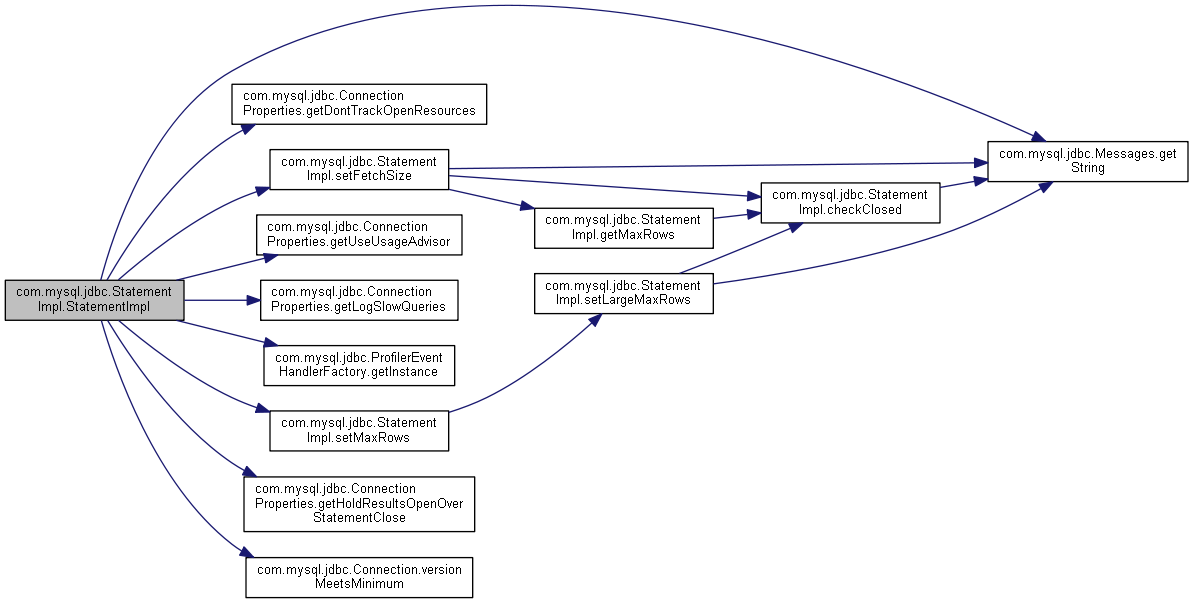 com.mysql.jdbc.Statement
Impl.StatementImpl
com.mysql.jdbc.Connection
Properties.getDontTrackOpenResources
com.mysql.jdbc.Statement
Impl.setFetchSize
com.mysql.jdbc.Connection
Properties.getUseUsageAdvisor
com.mysql.jdbc.Connection
Properties.getLogSlowQueries
com.mysql.jdbc.ProfilerEvent
HandlerFactory.getInstance
com.mysql.jdbc.Statement
Impl.setMaxRows
com.mysql.jdbc.Connection
Properties.getHoldResultsOpenOver
StatementClose
com.mysql.jdbc.Connection.version
MeetsMinimum
com.mysql.jdbc.Statement
Impl.getMaxRows
com.mysql.jdbc.Statement
Impl.setLargeMaxRows
com.mysql.jdbc.Statement
Impl.checkClosed
com.mysql.jdbc.Messages.get
String